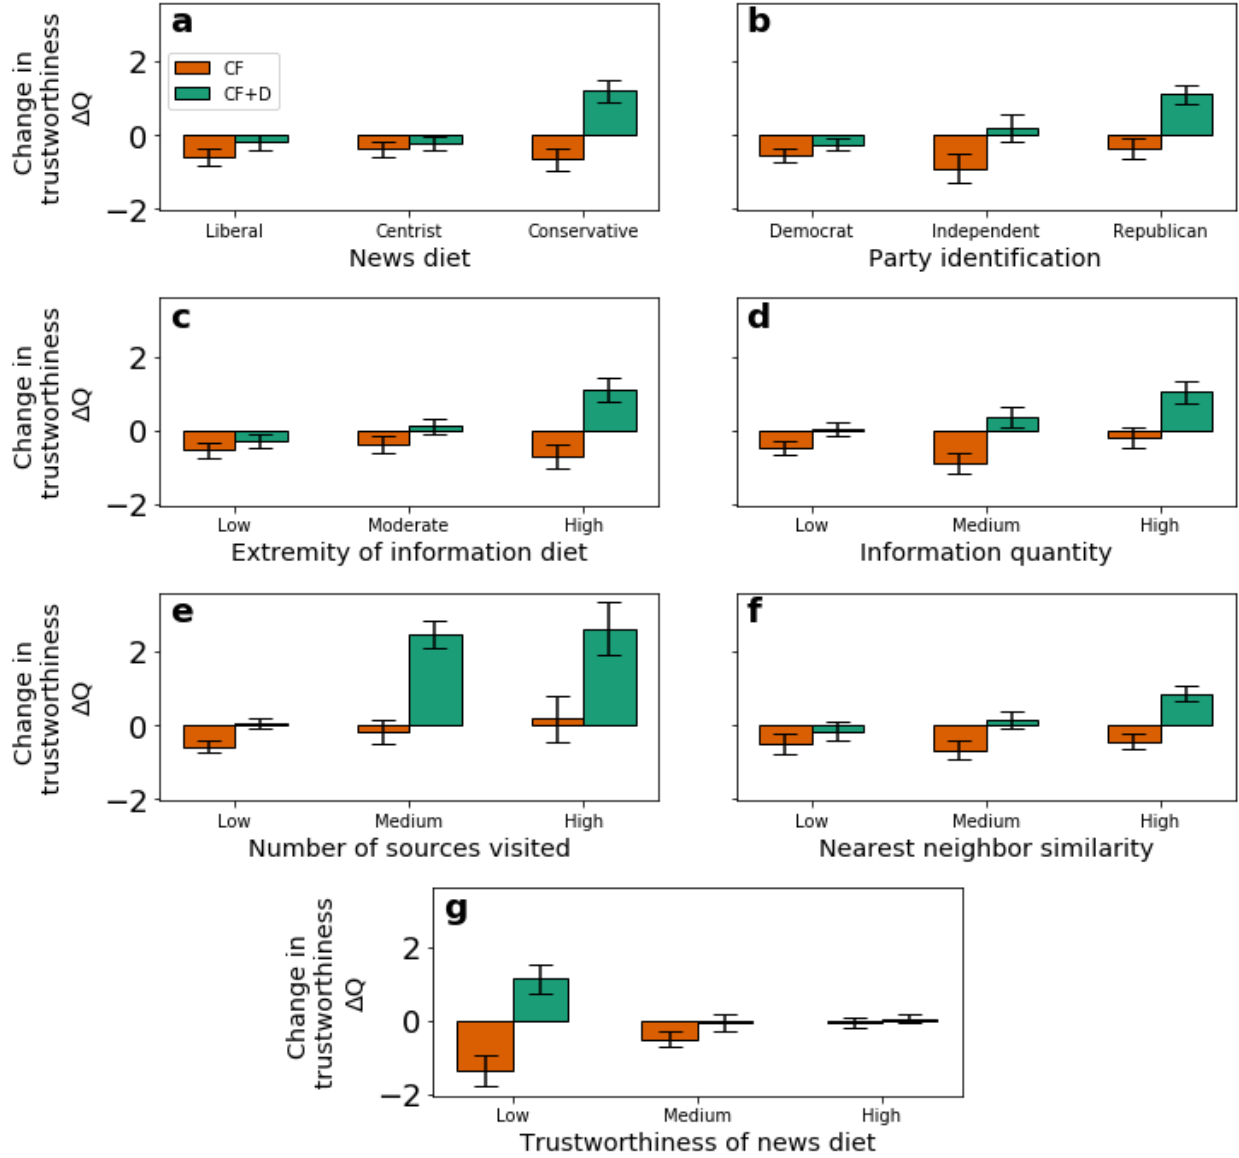 a
b
Change in
trustworthiness
ΔQ
2
0
−2
CF
CF+D
Liberal
Centrist
Conservative
News diet
Democrat
Independent
Republican
Party identification
c
d
Change in
trustworthiness
ΔQ
2
0
−2
Low
Moderate
High
Extremity of information diet
Low
Medium
High
Information quantity
e
f
Change in
trustworthiness
ΔQ
2
0
−2
Low
Medium
High
Number of sources visited
Low
Medium
High
Nearest neighbor similarity
g
Change in
trustworthiness
ΔQ
2
0
−2
Low
Medium
High
Trustworthiness of news diet